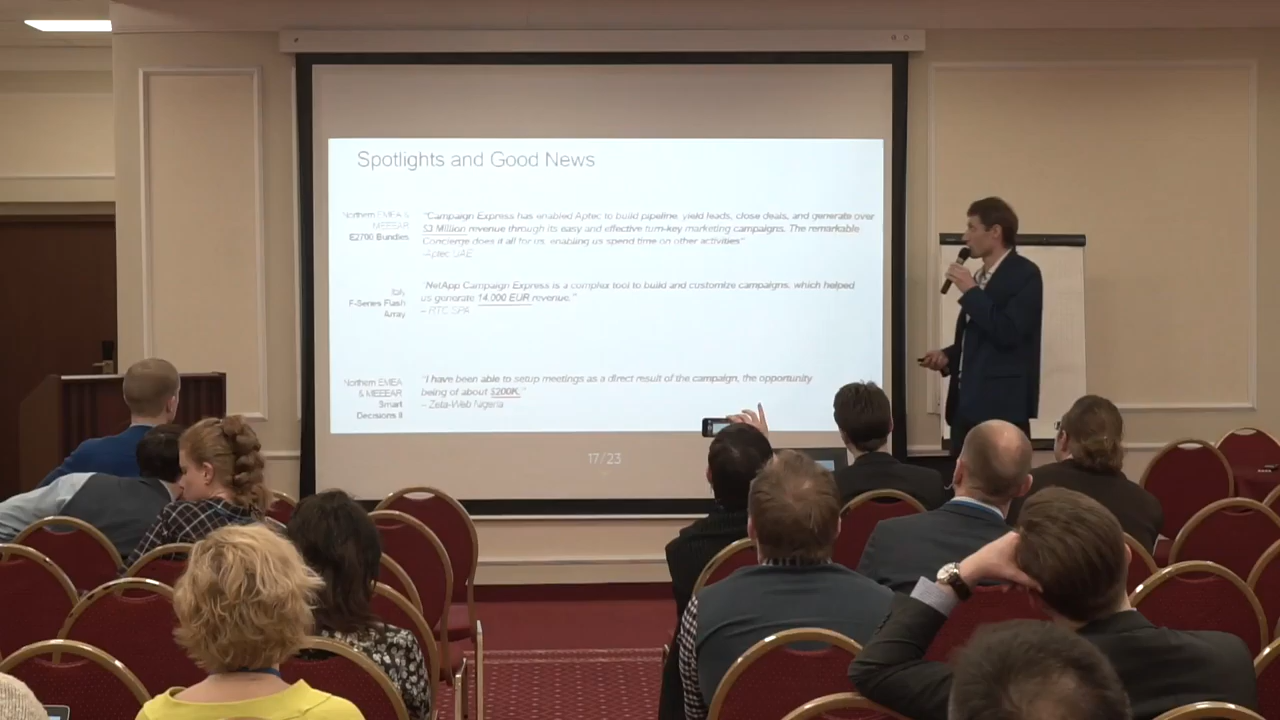 Spotlights and Good News
Northern EMEA &
MEEEAR
E2700 Bundles
"Campaign Express has enabled Aptec to build pipeline, yield leads, close deals, and generate over
$3 Million revenue through its easy and effective turn-key marketing campaigns. The remarkable
Concierge does it all for us, enabling us spend time on other activities"
–Aptec UAE
Italy
F-Series Flash
Array
"NetApp Campaign Express is a complex tool to build and customize campaigns, which helped
us generate 14.000 EUR revenue."
– RTC SPA
Northern EMEA
& MEEEAR
Smart
Decisions II
"I have been able to setup meetings as a direct result of the campaign, the opportunity
being of about $200K."
– Zeta-Web Nigeria
17/23